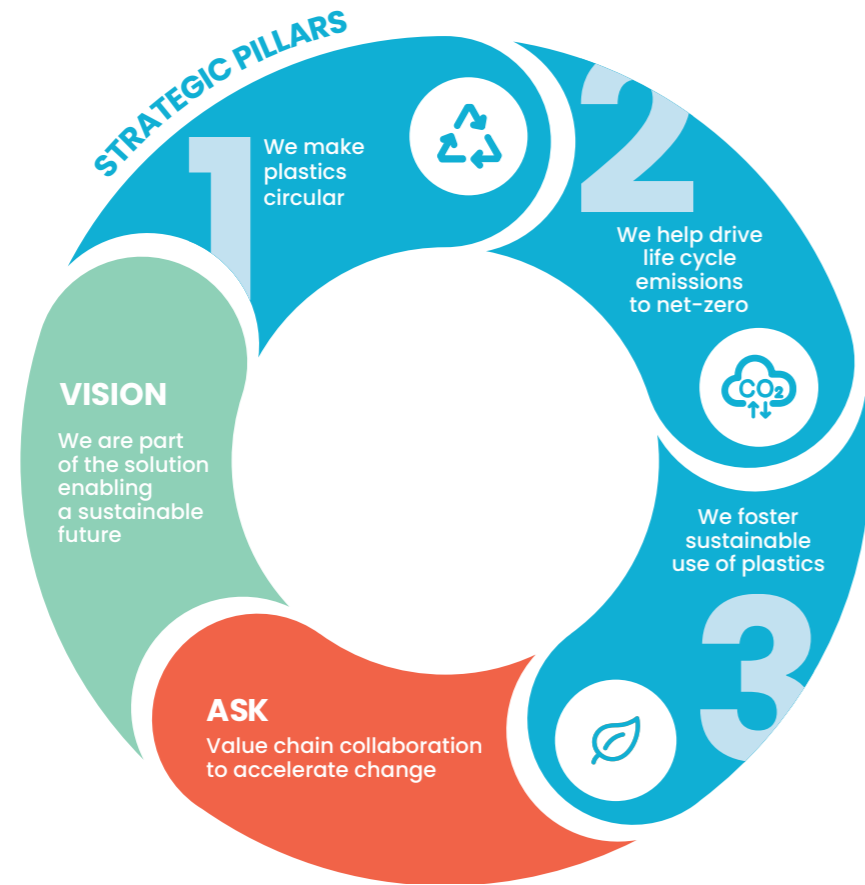 STRATEGIC PILLARS
1
We make
plastics
circular
2
We help drive
life cycle
emissions
to net-zero
CO₂
We foster
sustainable
use of plastics
3
ASK
Value chain collaboration
to accelerate change
VISION
We are part
of the solution
enabling
a sustainable
future